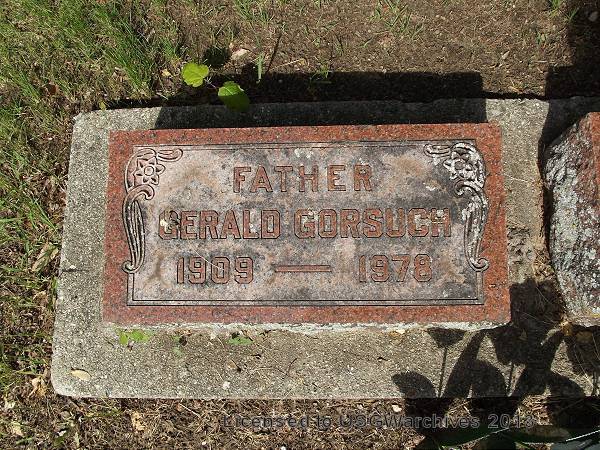 FATHER
GERALD GORSUCH
1909 — 1978
Licensed to USGWarchives 2013